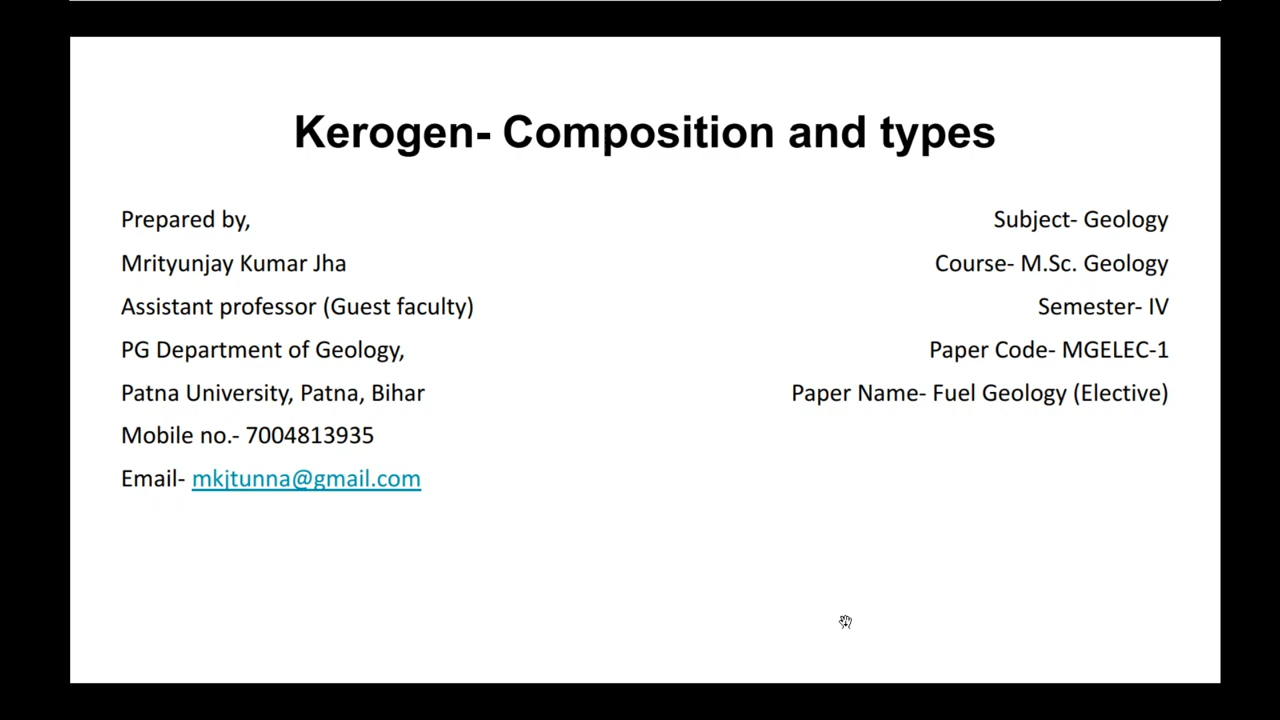 Kerogen- Composition and types
Prepared by,
Mrityunjay Kumar Jha
Assistant professor (Guest faculty)
PG Department of Geology,
Patna University, Patna, Bihar
Mobile no.- 7004813935
Email- mkjtunna@gmail.com
Subject- Geology
Course- M.Sc. Geology
Semester- IV
Paper Code- MGELEC-1
Paper Name- Fuel Geology (Elective)